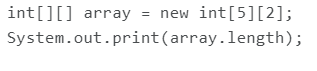 int[][] array = new int[5][2];
System.out.print(array.length);